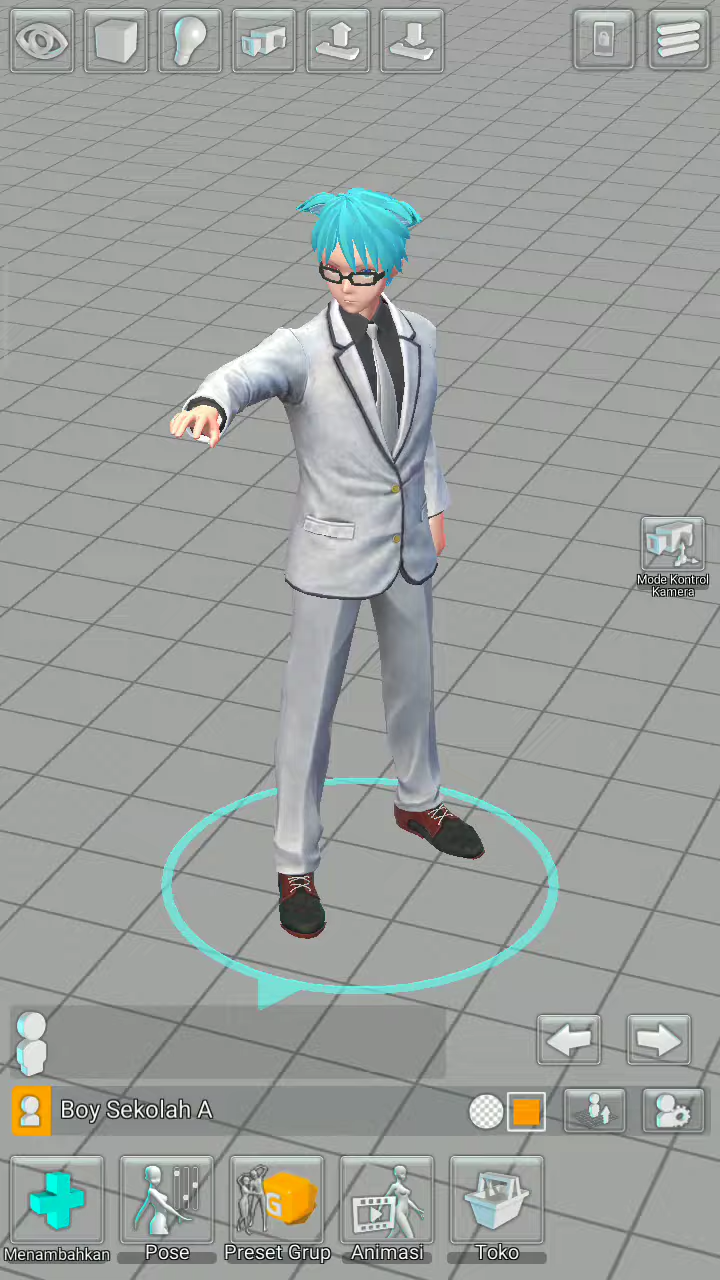 Mode Kontrol
Kamera
Boy Sekolah A
G
Menambahkan
Pose
Preset Grup
Animasi
Toko